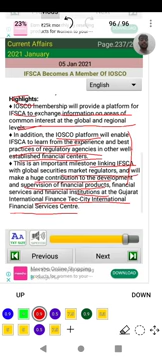 96 / 96
₹25k
Current Affairs
Page.237/
2021 January
05 Jan 2021
IFSCA Becomes A Member Of IOSCO
English
Highlights:
• IOSCO membership will provide a platform for
IFSCA to exchange information on areas of
common interest at the global and regional
levels.
• In addition, the IOSCO platform will enable
IFSCA to learn from the experience and best
practices of regulatory agencies in other well
established financial centers.
• This is an important milestone linking IFSCA
with global securities market regulators, and will
make a huge contribution to the development
and supervision of financial products, financial
services and financial institutions at the Gujarat
International Finance Tec-City International
Financial Services Centre.
AA
Previous
Next
Meesho Online Shopping
DOWNLOAD